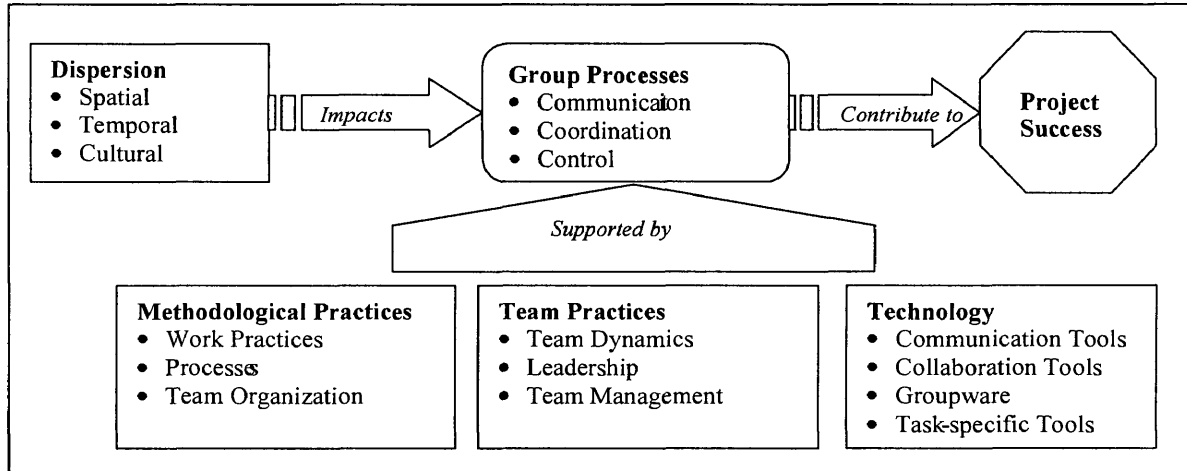 Dispersion
• Spatial
• Temporal
• Cultural
Impacts
Group Processes
• Communication
• Coordination
• Control
Contribute to
Project
Success
Supported by
Methodological Practices
• Work Practices
• Processes
• Team Organization
Team Practices
• Team Dynamics
• Leadership
• Team Management
Technology
• Communication Tools
• Collaboration Tools
• Groupware
• Task-specific Tools